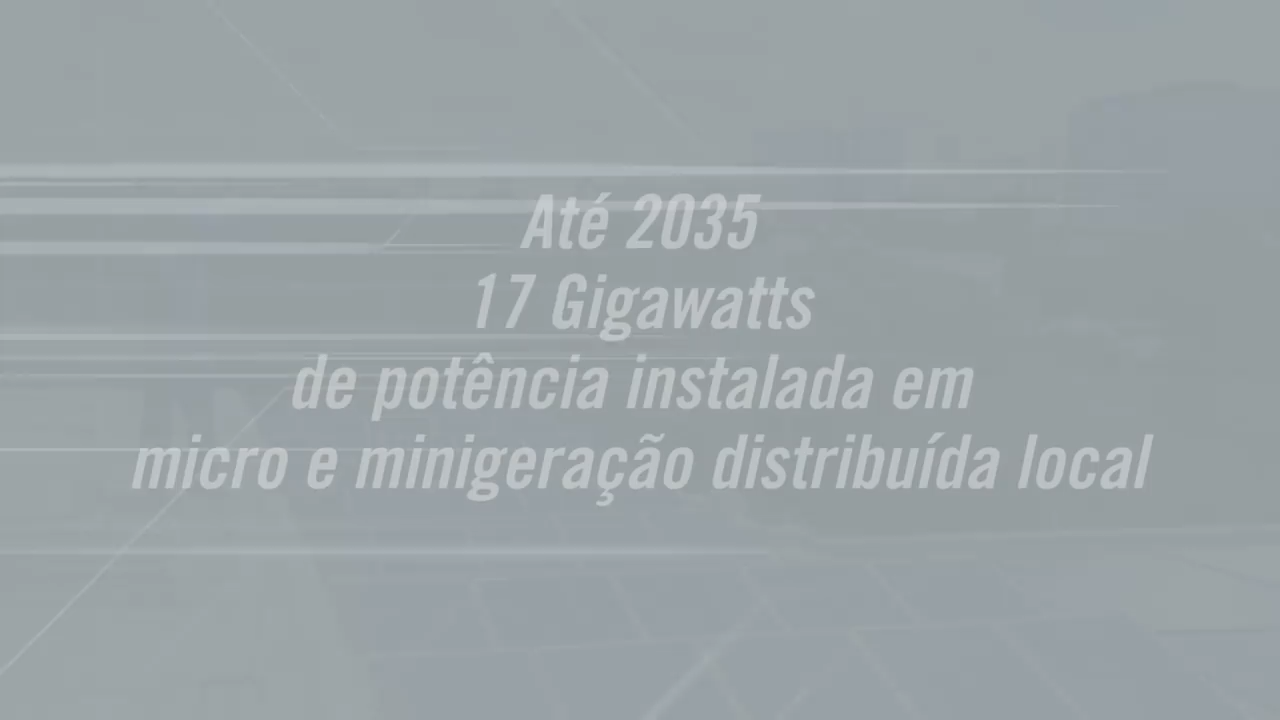 Até 2035
17 Gigawatts
de potência instalada em
micro e minigeração distribuída local